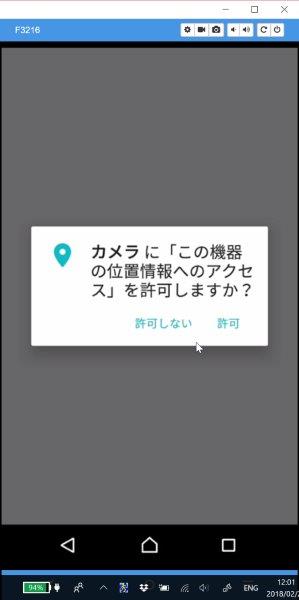 F3216
カメラ に「この機器
の位置情報へのアクセ
ス」を許可しますか？
許可しない 許可
94%
ENG
12:01
2018/02/